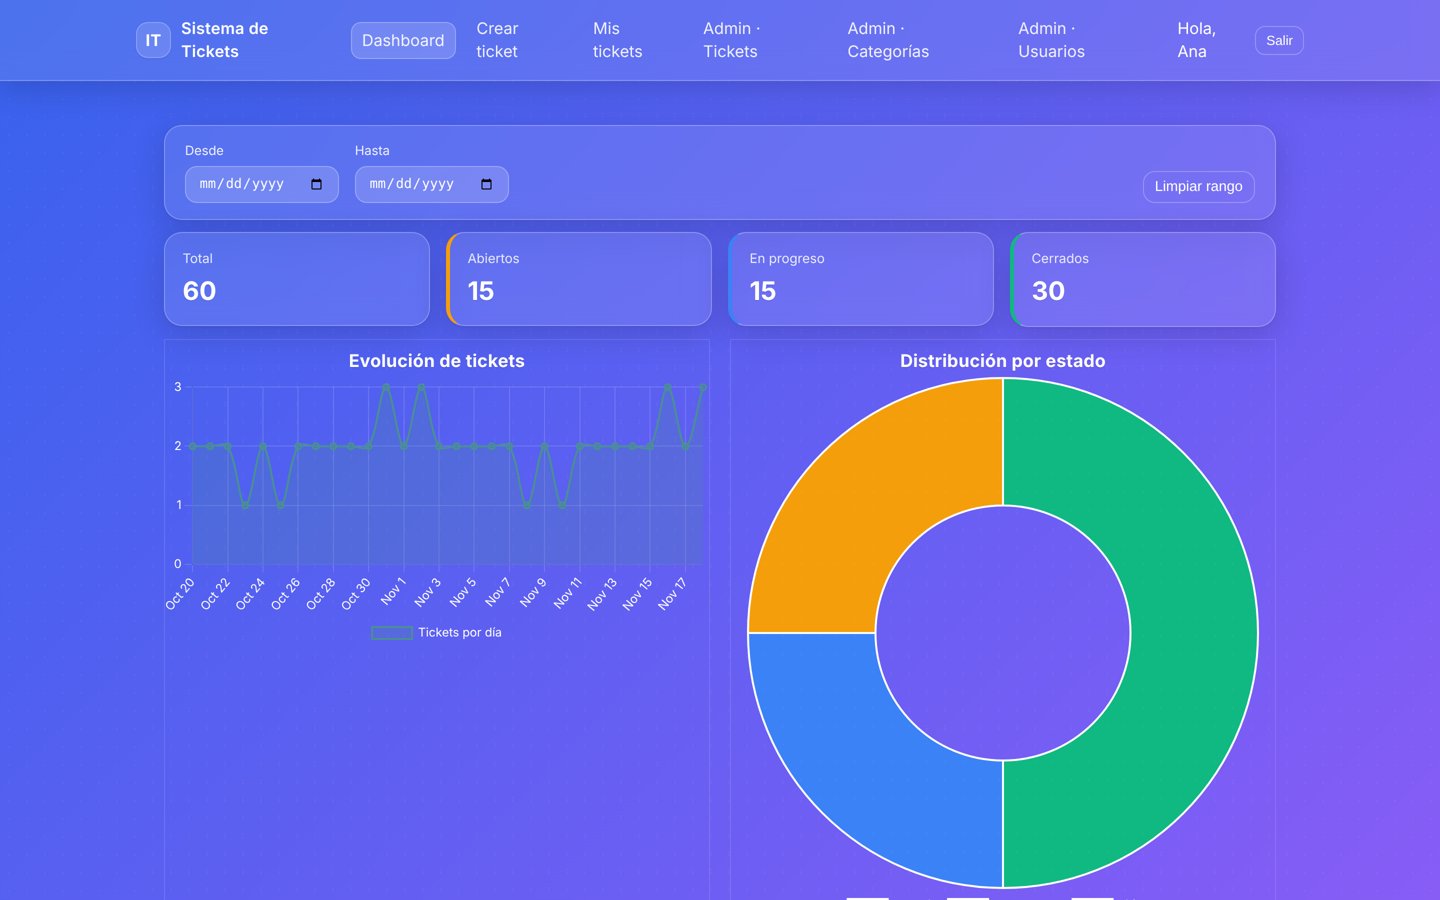 IT
Sistema de
Tickets
Dashboard
Crear
ticket
Mis
tickets
Admin ·
Tickets
Admin ·
Categorías
Admin ·
Usuarios
Hola,
Ana
Salir
Desde
Hasta
mm/dd/yyyy
mm/dd/yyyy
Limpiar rango
Total
60
Abiertos
15
En progreso
15
Cerrados
30
Evolución de tickets
3
2
1
0
Oct 20
Oct 22
Oct 24
Oct 26
Oct 28
Oct 30
Nov 1
Nov 3
Nov 5
Nov 7
Nov 9
Nov 11
Nov 13
Nov 15
Nov 17
Tickets por día
Distribución por estado